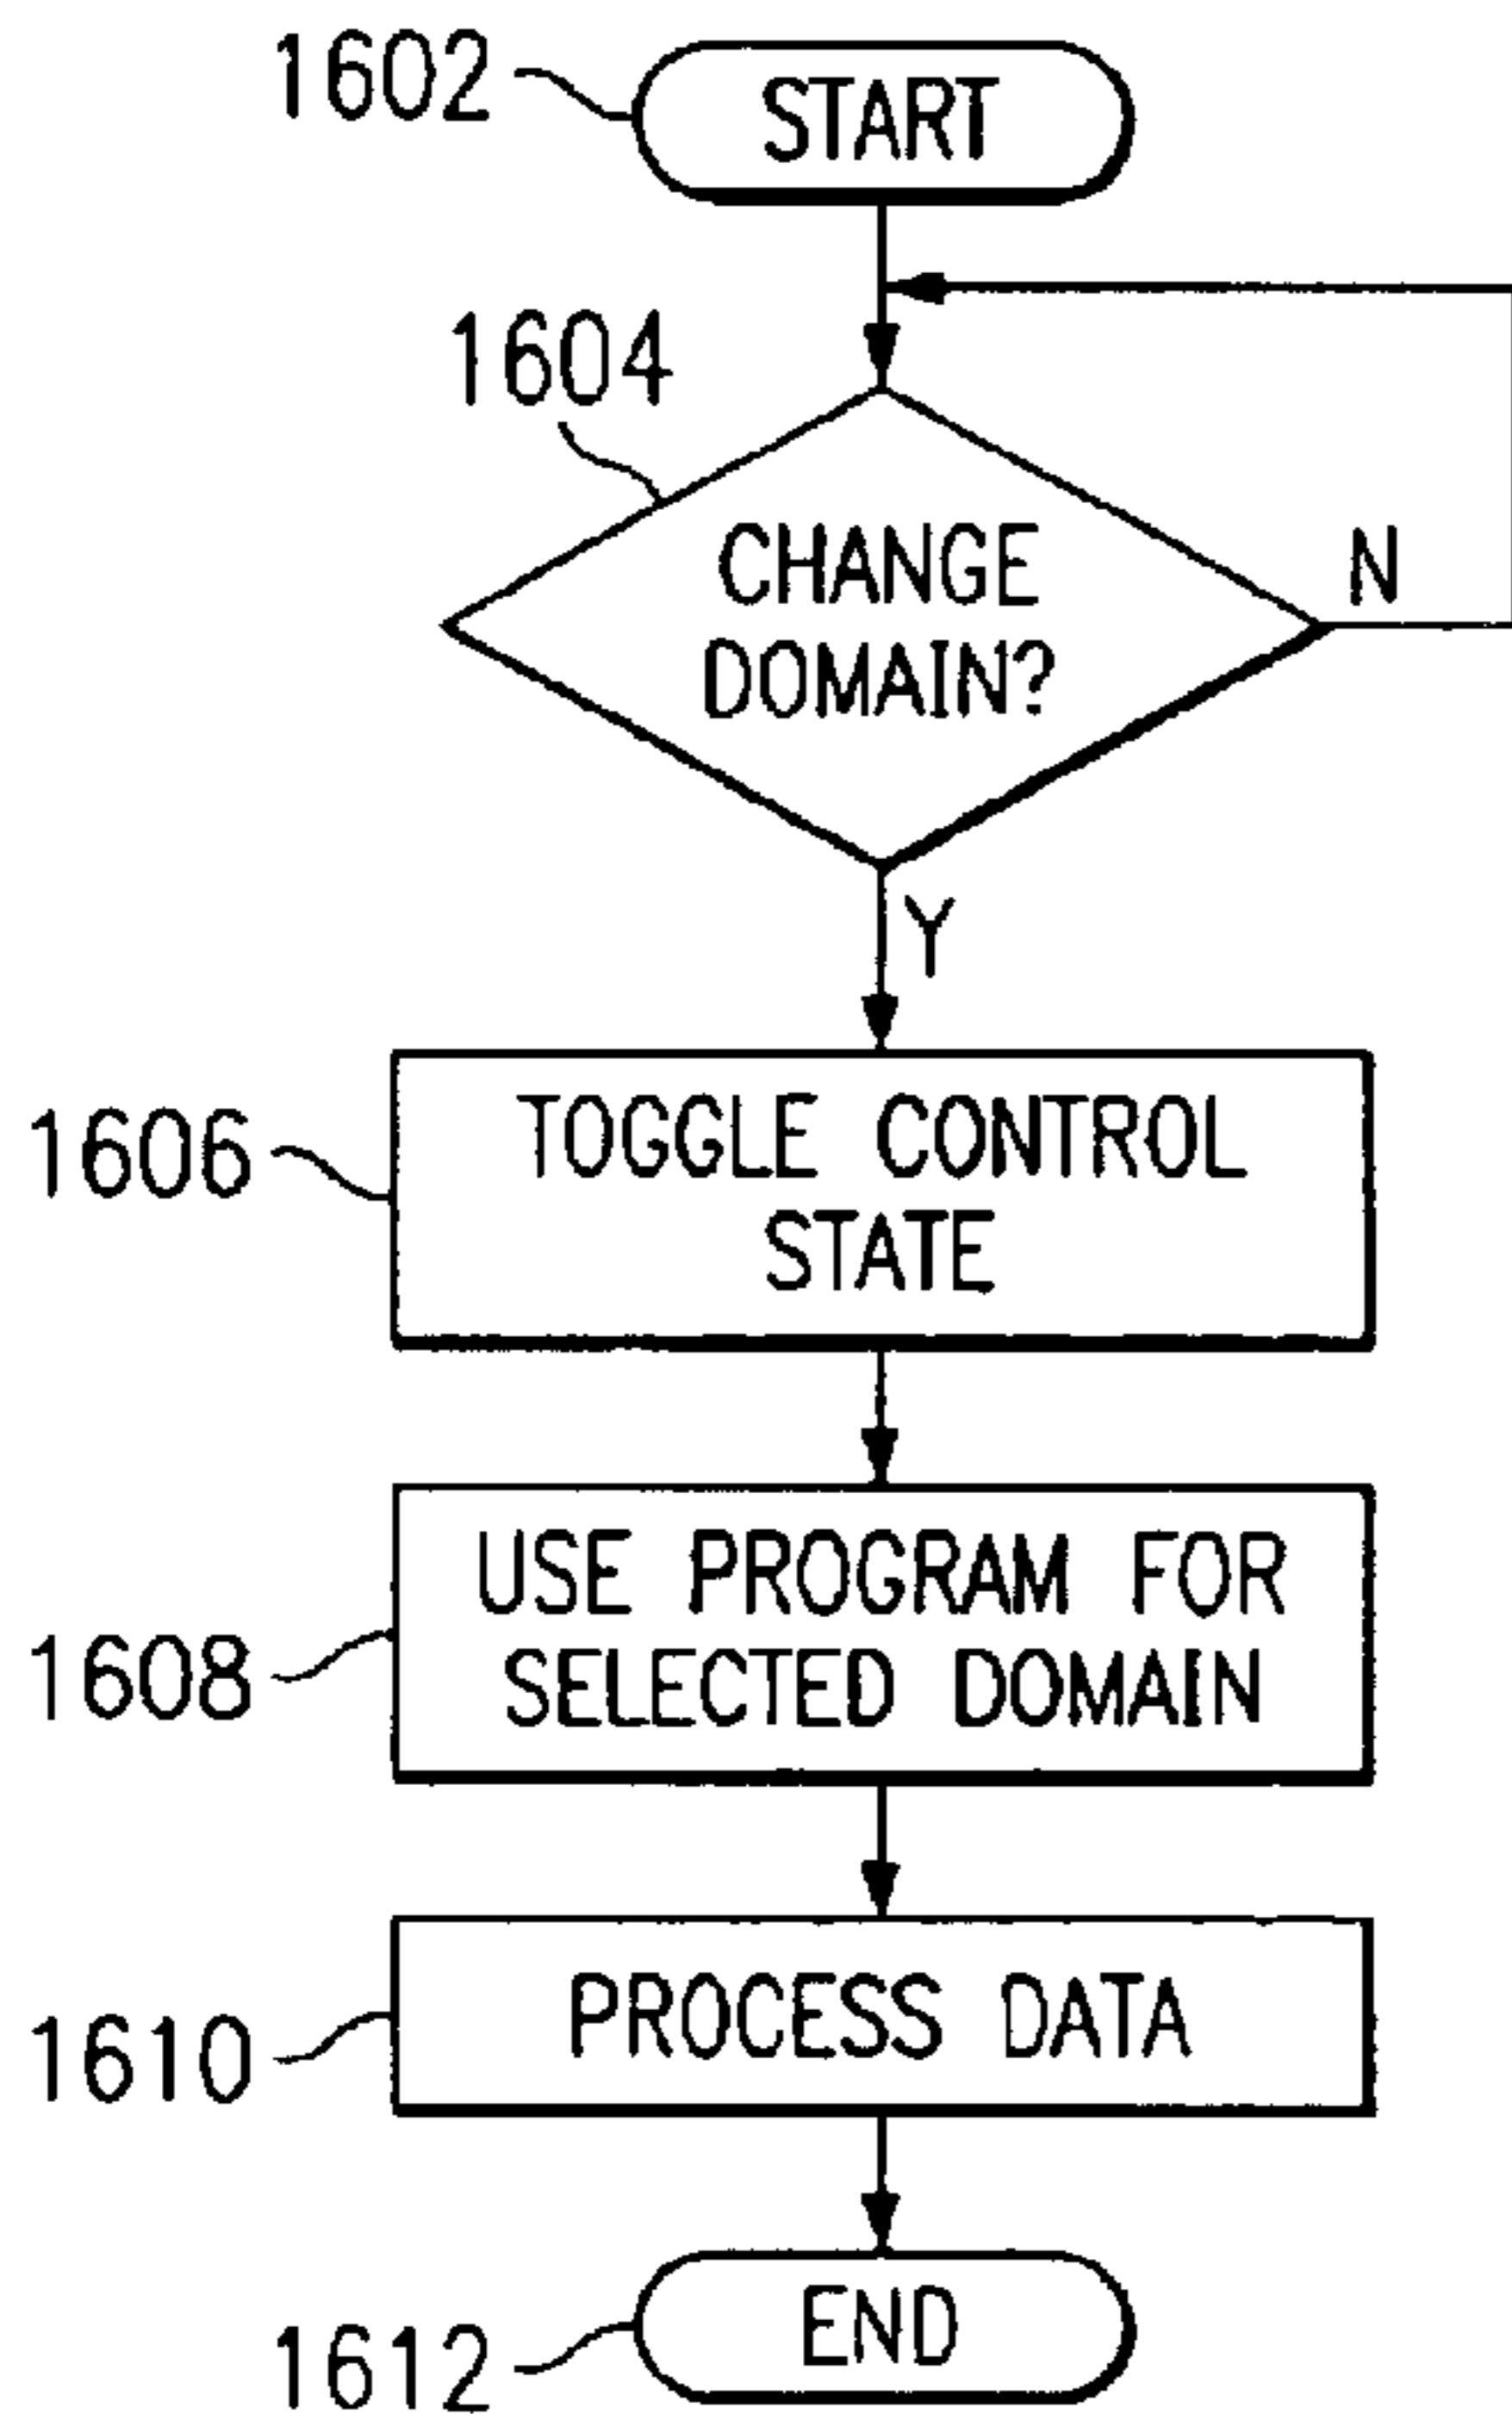 1602
START
1604
CHANGE
DOMAIN?
N
Y
1606
TOGGLE CONTROL
STATE
1608
USE PROGRAM FOR
SELECTED DOMAIN
1610
PROCESS DATA
1612
END